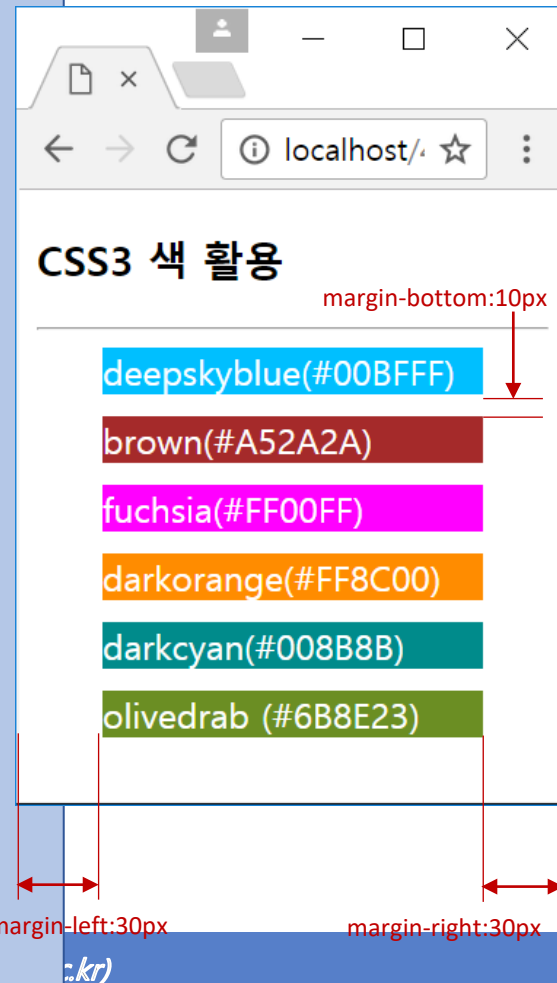 localhost/
CSS3 색 활용
margin-bottom:10px
deepskyblue(#00BFFF)
brown(#A52A2A)
fuchsia(#FF00FF)
darkorange(#FF8C00)
darkcyan(#008B8B)
olivedrab (#6B8E23)
margin-left:30px
margin-right:30px
.kr)